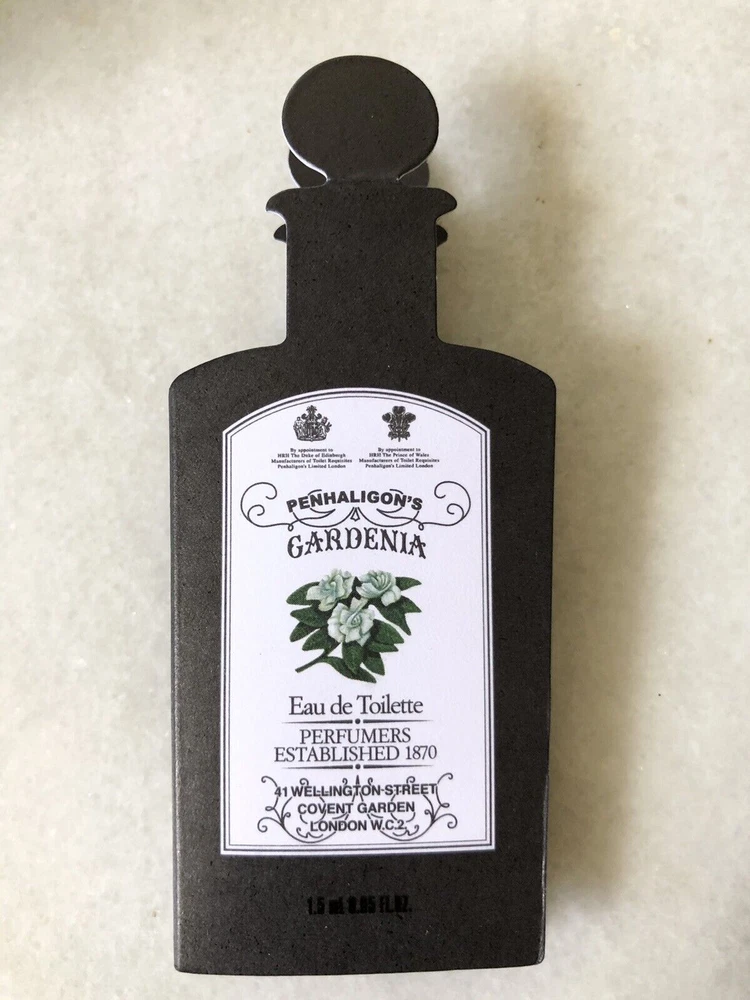 By appointment to
HRH The Duke of Edinburgh
Manufacturers of Toilet Requisites
Penhaligon's Limited London
By appointment to
HRH The Prince of Wales
Manufacturers of Toilet Requisites
Penhaligon's Limited London
PENHALIGON'S
GARDENIA
Eau de Toilette
PERFUMERS
ESTABLISHED 1870
41 WELLINGTON STREET
COVENT GARDEN
LONDON W.C.2.
1.5 ml 0.05 FL.OZ.